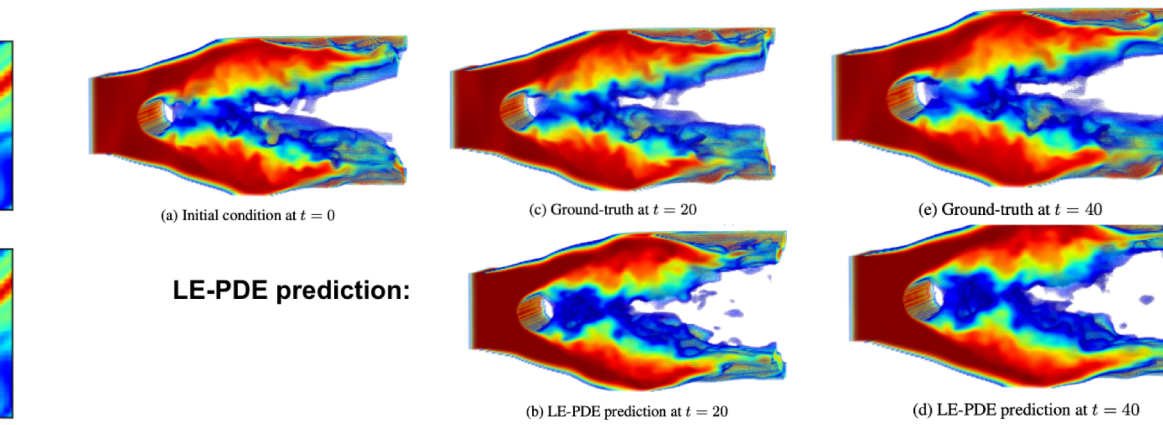 (a) Initial condition at t = 0
(c) Ground-truth at t = 20
(e) Ground-truth at t = 40
LE-PDE prediction:
(b) LE-PDE prediction at t = 20
(d) LE-PDE prediction at t = 40